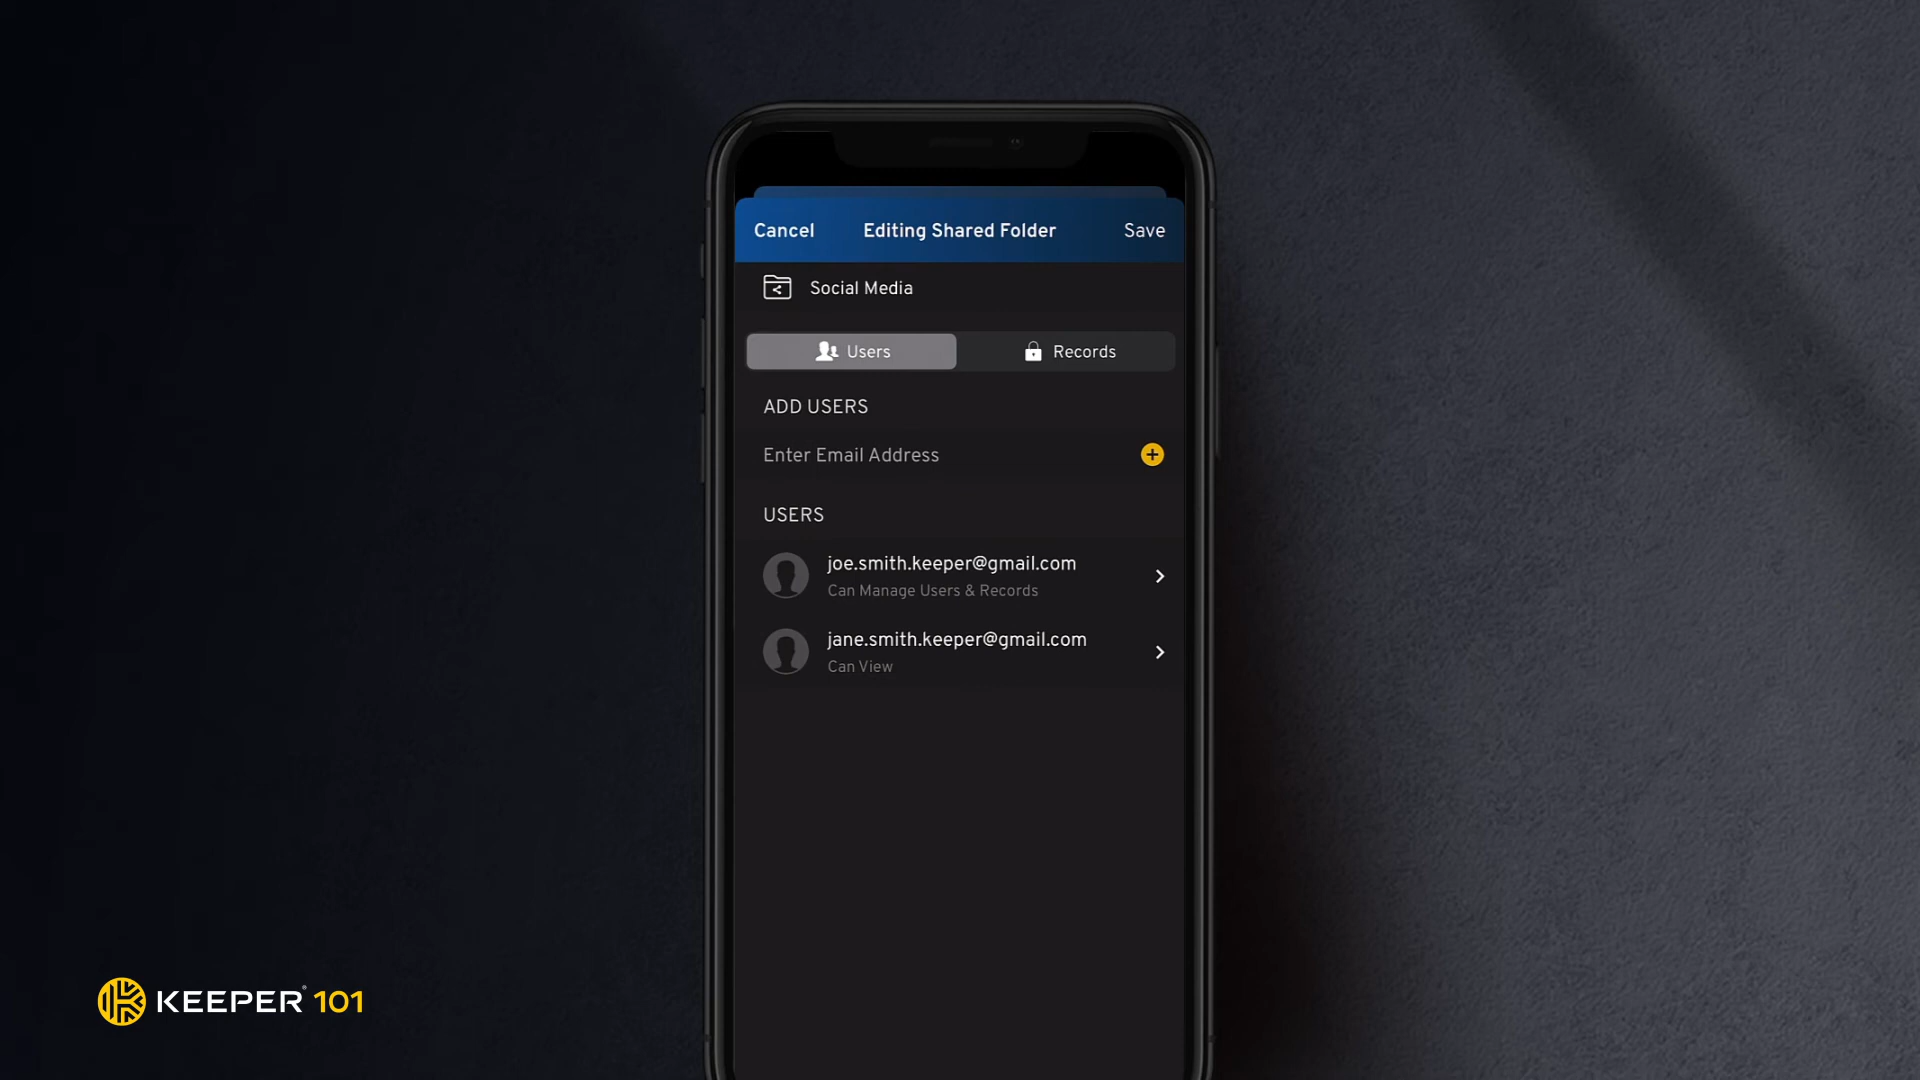 Cancel
Editing Shared Folder
Save
Social Media
Users
Records
ADD USERS
Enter Email Address
USERS
joe.smith.keeper@gmail.com
Can Manage Users & Records
jane.smith.keeper@gmail.com
Can View
KEEPER® 101